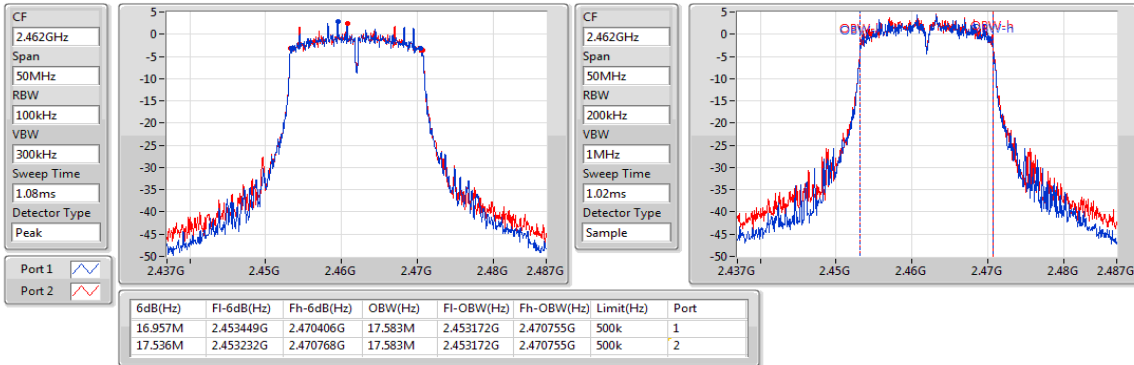 CF
2.462GHz
Span
50MHz
RBW
100kHz
VBW
300kHz
Sweep Time
1.08ms
Detector Type
Peak
Port 1
Port 2
5
0
-5
-10
-15
-20
-25
-30
-35
-40
-45
-50
2.437G 2.45G 2.46G 2.47G 2.48G 2.487G
CF
2.462GHz
Span
50MHz
RBW
200kHz
VBW
1MHz
Sweep Time
1.02ms
Detector Type
Sample
5
0
-5
-10
-15
-20
-25
-30
-35
-40
-45
-50
OBW-h
2.437G 2.45G 2.46G 2.47G 2.48G 2.487G
6dB(Hz) Fl-6dB(Hz) Fh-6dB(Hz) OBW(Hz) Fl-OBW(Hz) Fh-OBW(Hz) Limit(Hz) Port
16.957M 2.453449G 2.470406G 17.583M 2.453172G 2.470755G 500k 1
17.536M 2.453232G 2.470768G 17.583M 2.453172G 2.470755G 500k 2